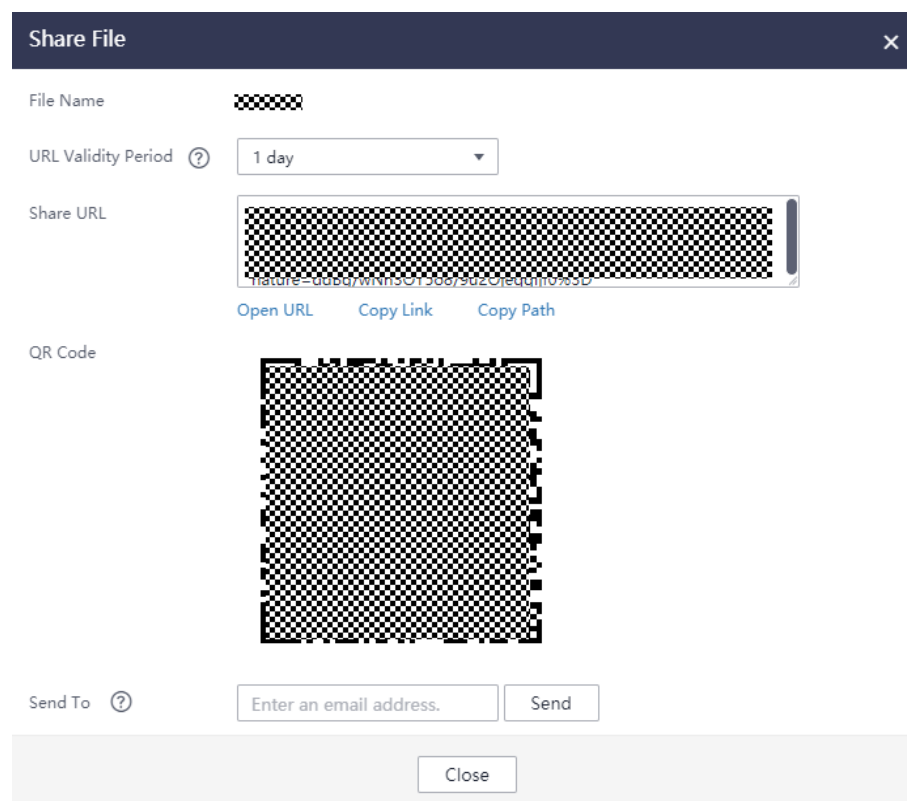 Share File
File Name
URL Validity Period ? 1 day
Share URL
Open URL Copy Link Copy Path
QR Code
Send To ? Enter an email address. Send
Close